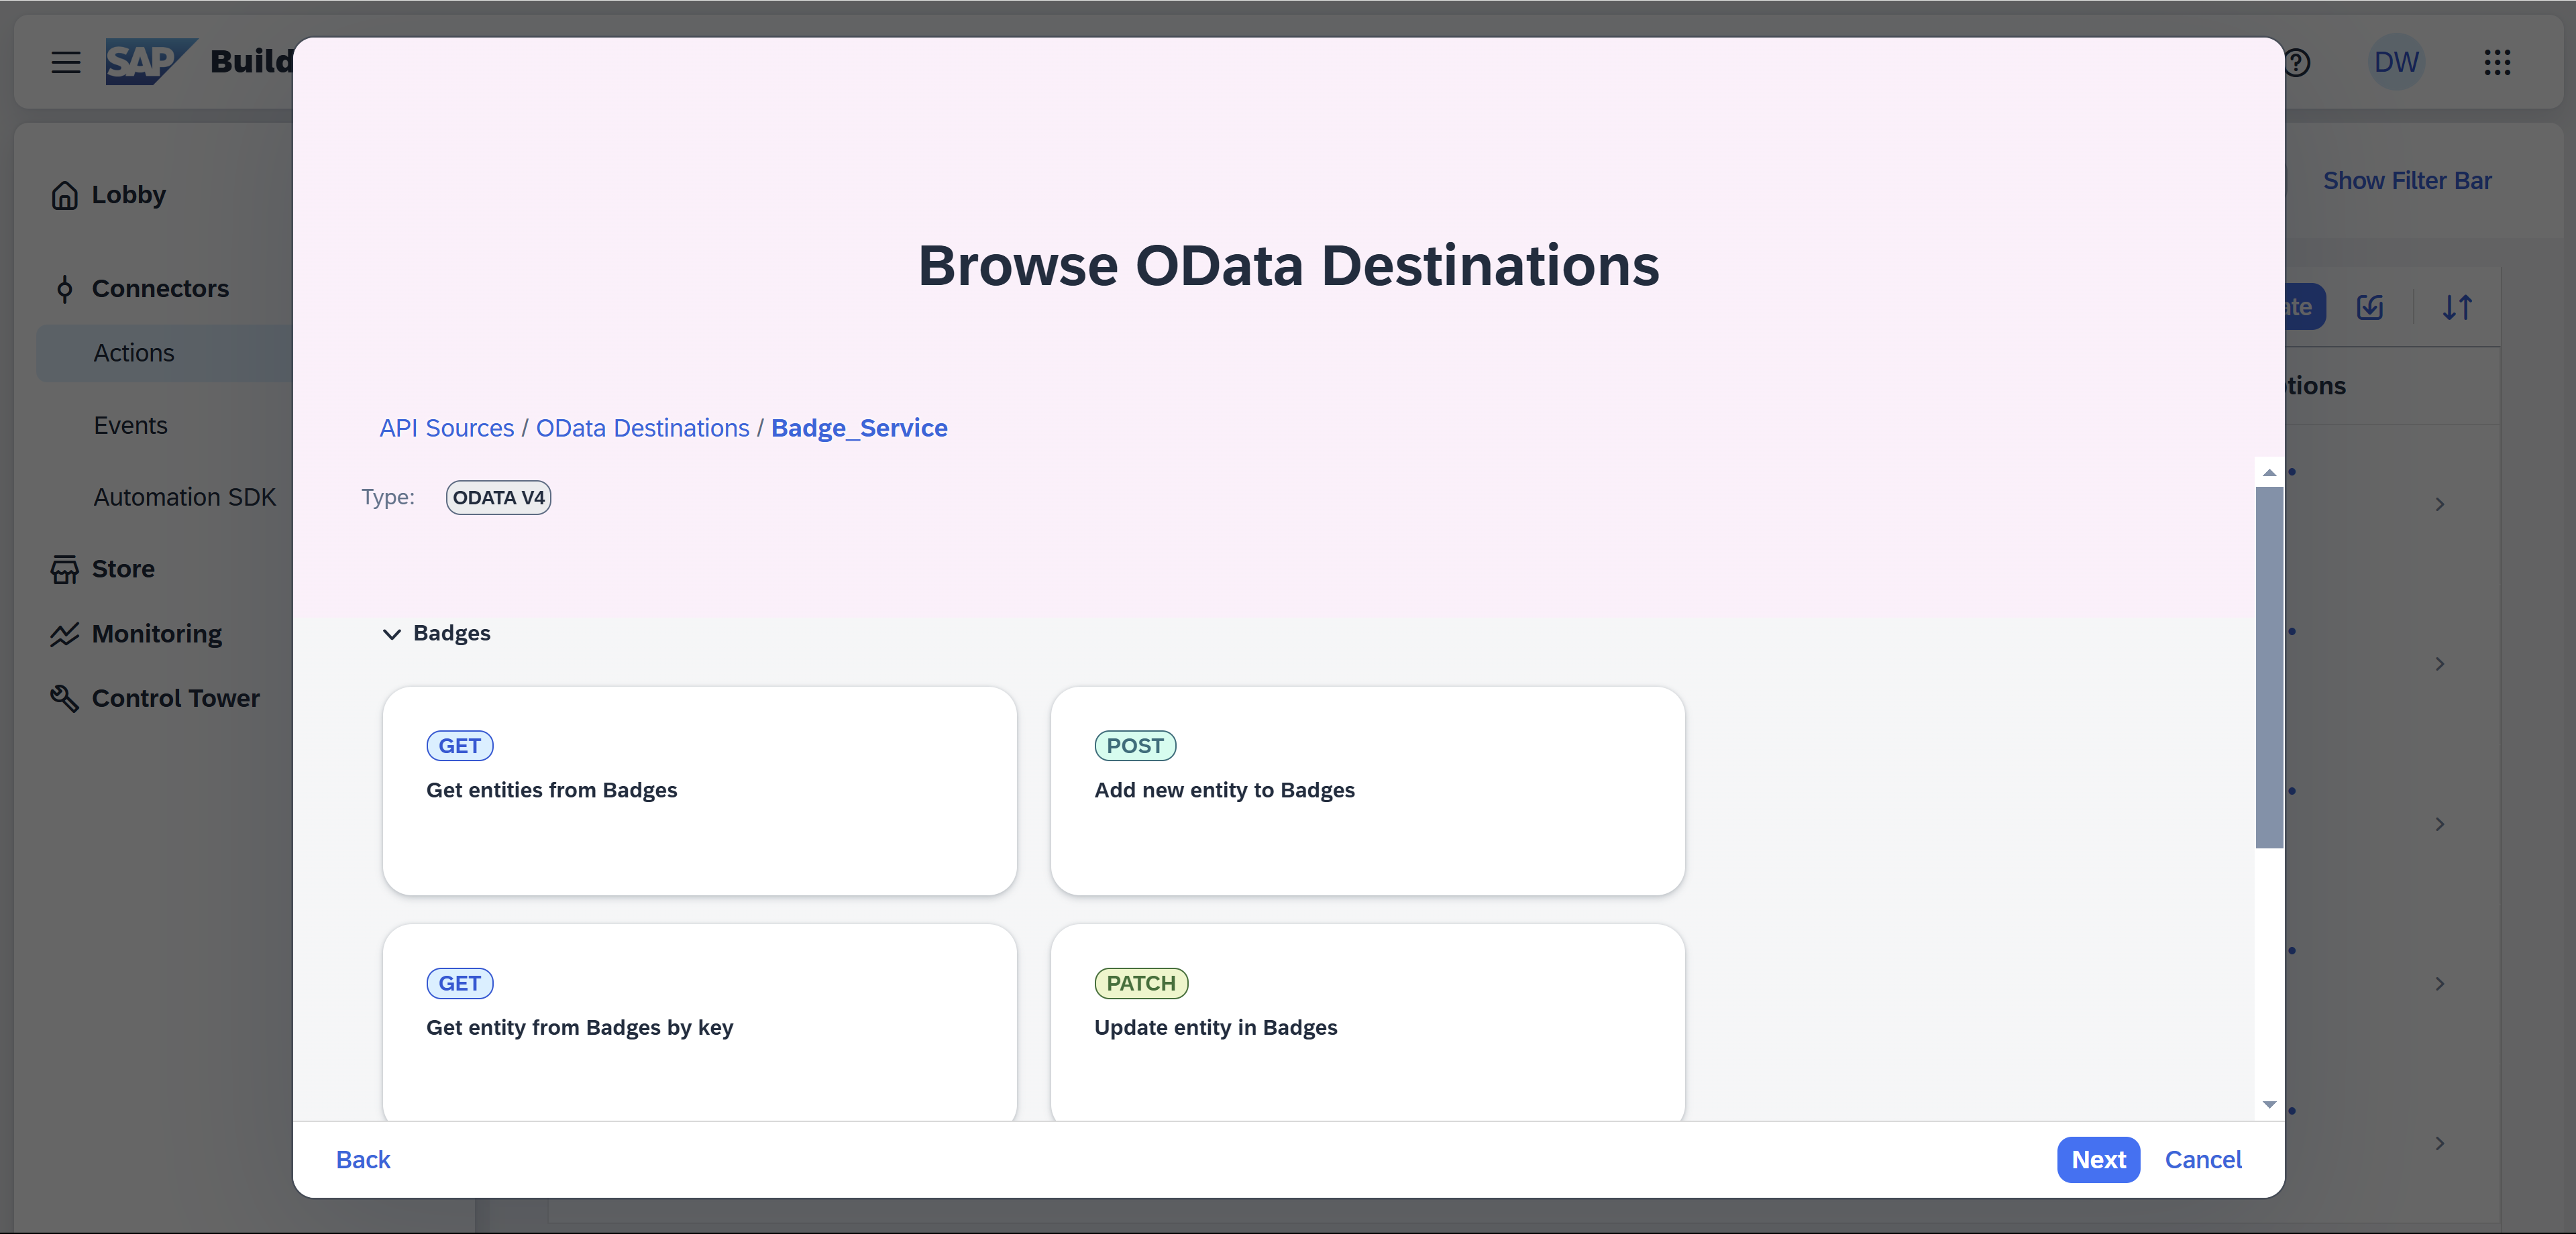 SAP Build
DW
Lobby
Connectors
Actions
Events
Automation SDK
Store
Monitoring
Control Tower
Show Filter Bar
Browse OData Destinations
API Sources / OData Destinations / Badge_Service
Type: ODATA V4
Badges
GET
Get entities from Badges
POST
Add new entity to Badges
GET
Get entity from Badges by key
PATCH
Update entity in Badges
Back
Next
Cancel